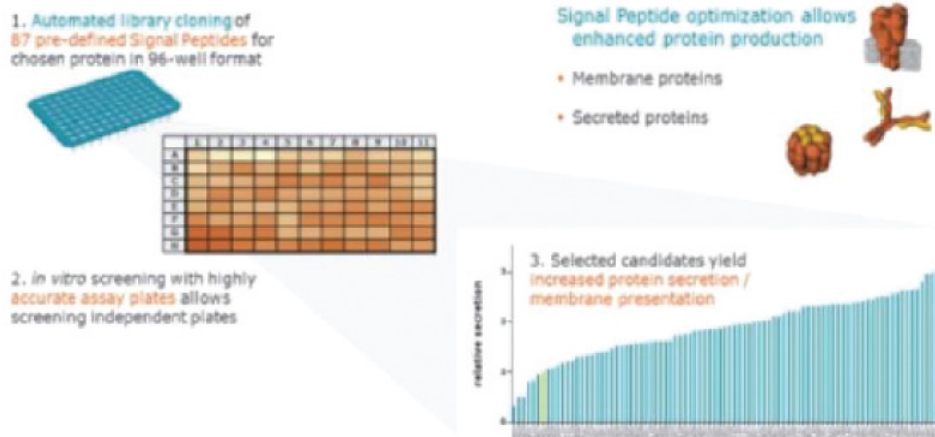 1. Automated library cloning of
87 pre-defined Signal Peptides for
chosen protein in 96-well format
Signal Peptide optimization allows
enhanced protein production
• Membrane proteins
• Secreted proteins
1 2 3 4 5 6 7 8 9 10 11
A
B
C
D
E
F
G
H
2. in vitro screening with highly
accurate assay plates allows
screening independent plates
3. Selected candidates yield
increased protein secretion /
membrane presentation
relative secretion